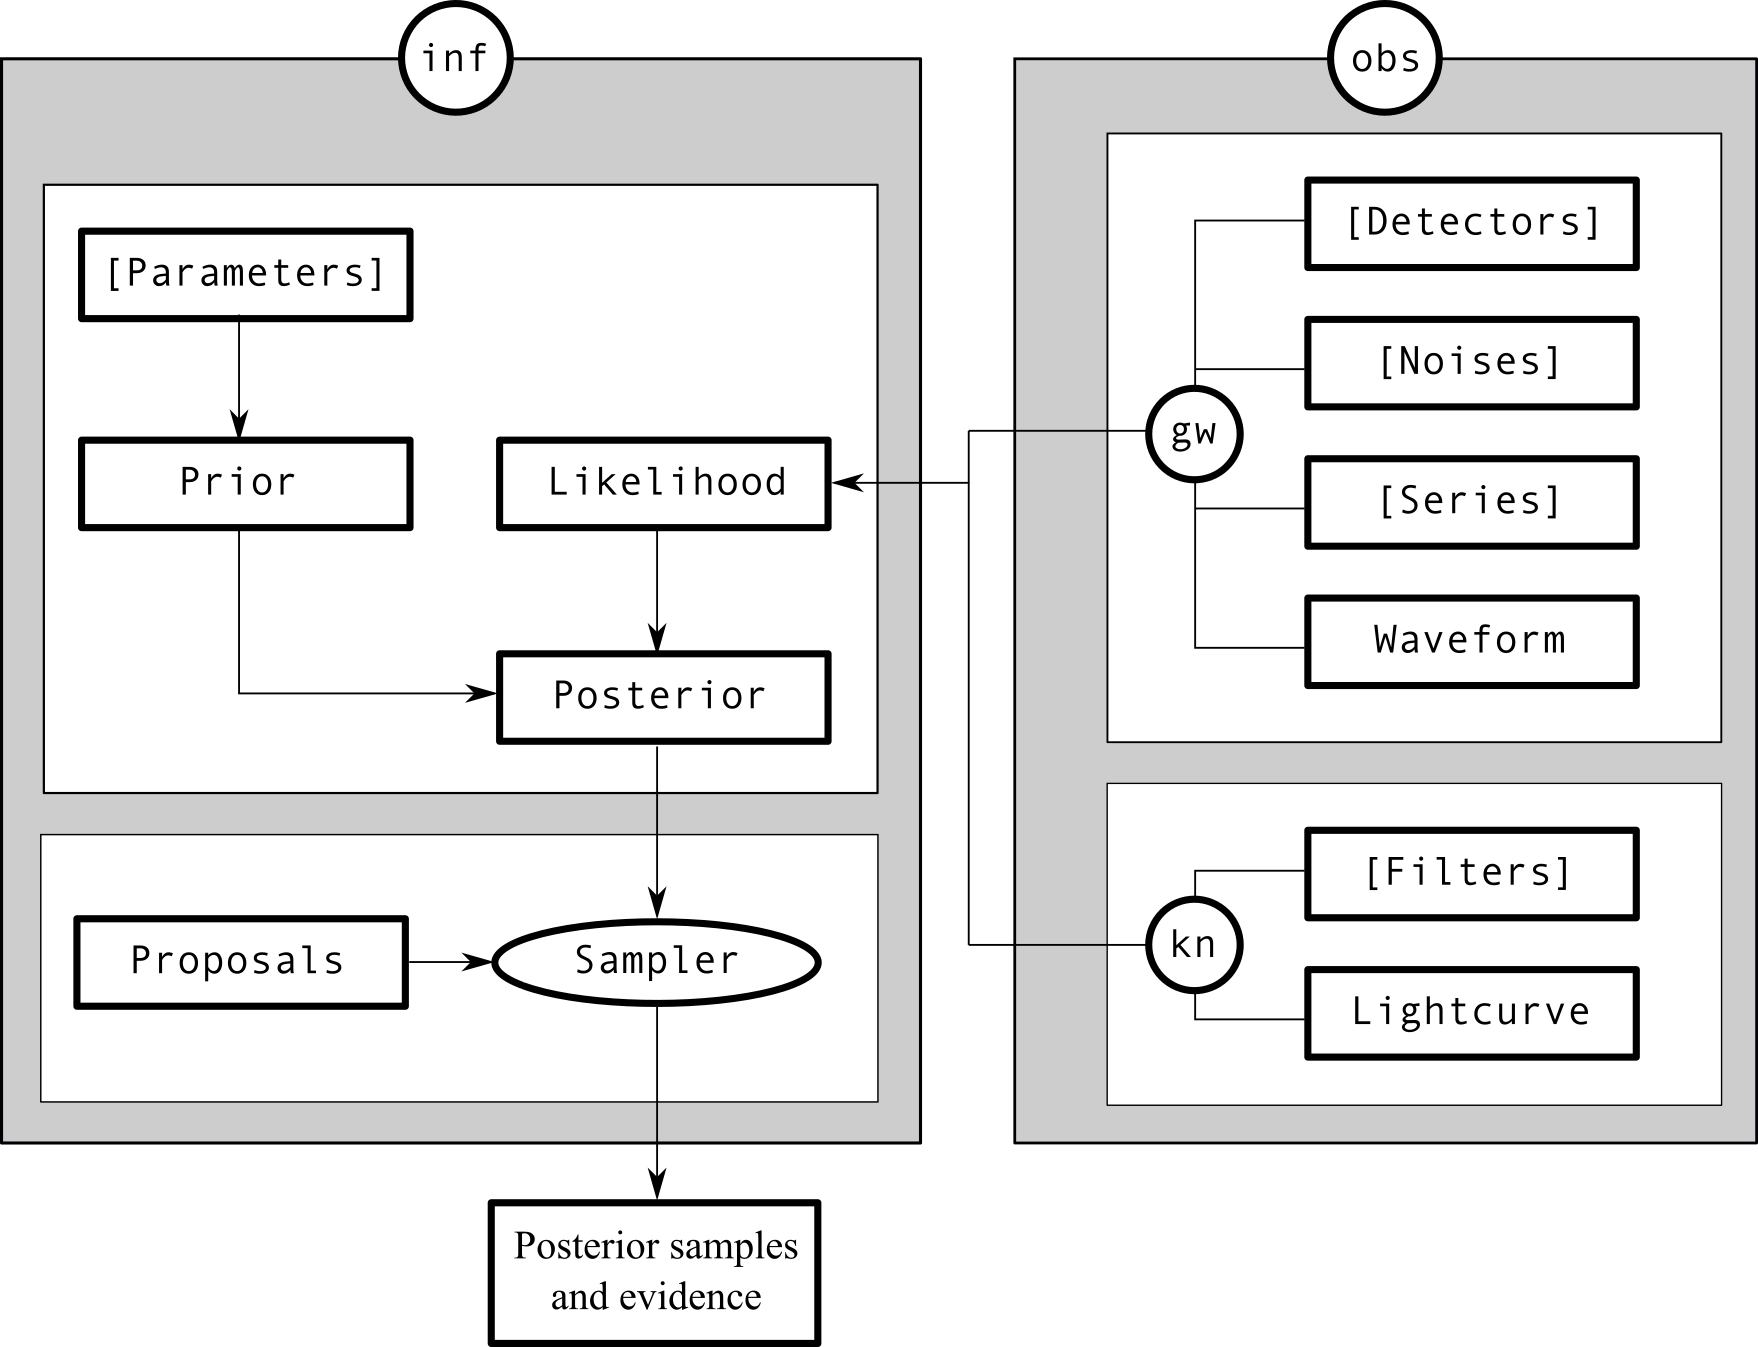 inf
[Parameters]
Prior
Likelihood
Posterior
Proposals
Sampler
Posterior samples
and evidence
obs
gw
[Detectors]
[Noises]
[Series]
Waveform
kn
[Filters]
Lightcurve